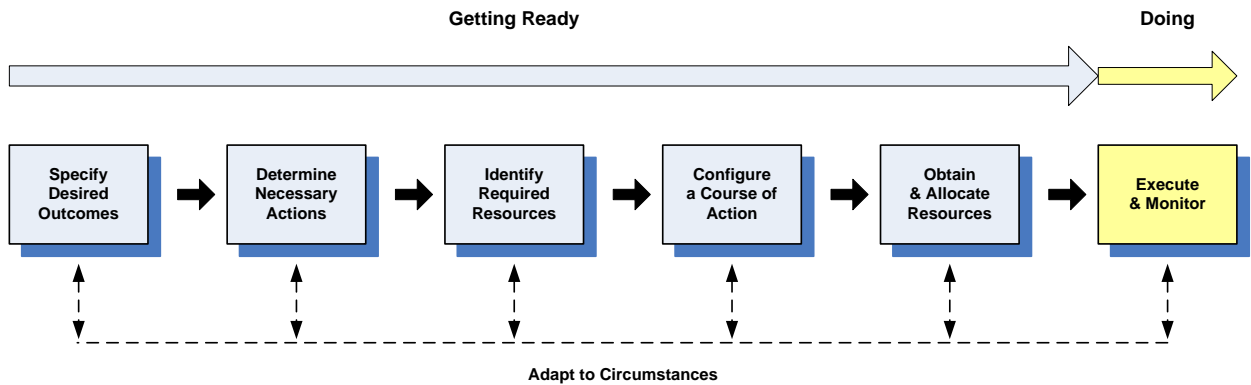 Getting Ready
Doing
Specify
Desired
Outcomes
Determine
Necessary
Actions
Identify
Required
Resources
Configure
a Course of
Action
Obtain
& Allocate
Resources
Execute
& Monitor
Adapt to Circumstances